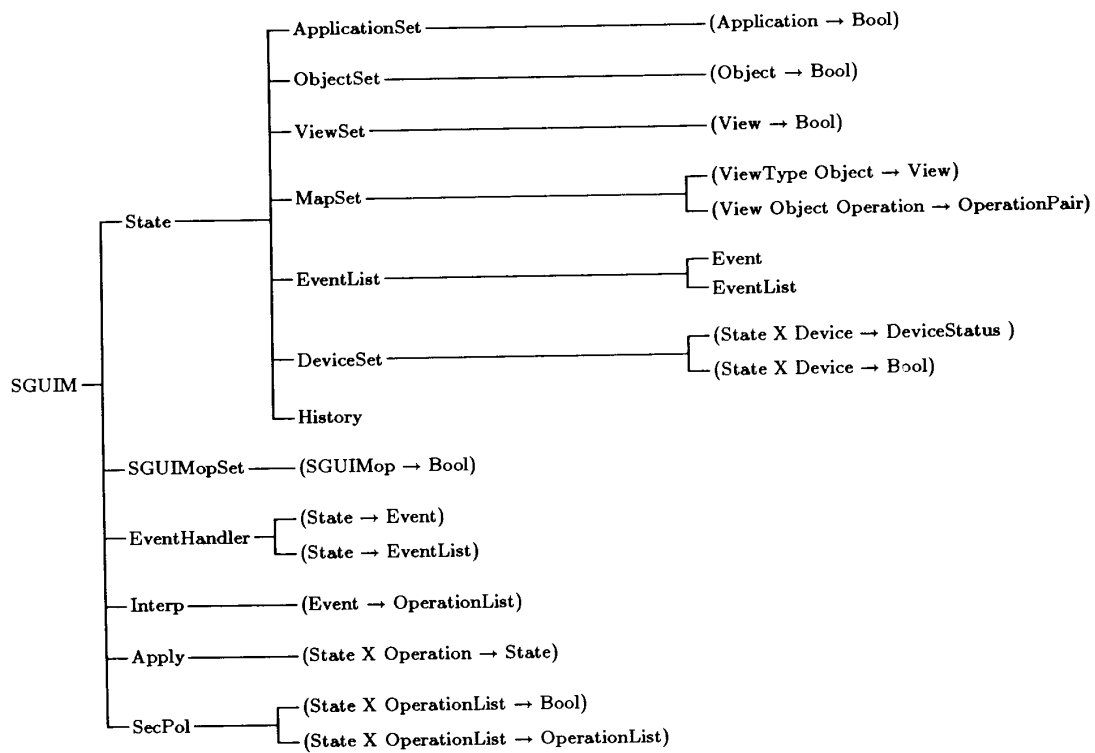 ApplicationSet (Application → Bool)
ObjectSet (Object → Bool)
ViewSet (View → Bool)
MapSet (ViewType Object → View)
(View Object Operation → OperationPair)
State
EventList Event
EventList
DeviceSet (State X Device → DeviceStatus )
(State X Device → Bool)
SGUIM
History
SGUIMopSet (SGUIMop → Bool)
EventHandler (State → Event)
(State → EventList)
Interp (Event → OperationList)
Apply (State X Operation → State)
SecPol (State X OperationList → Bool)
(State X OperationList → OperationList)